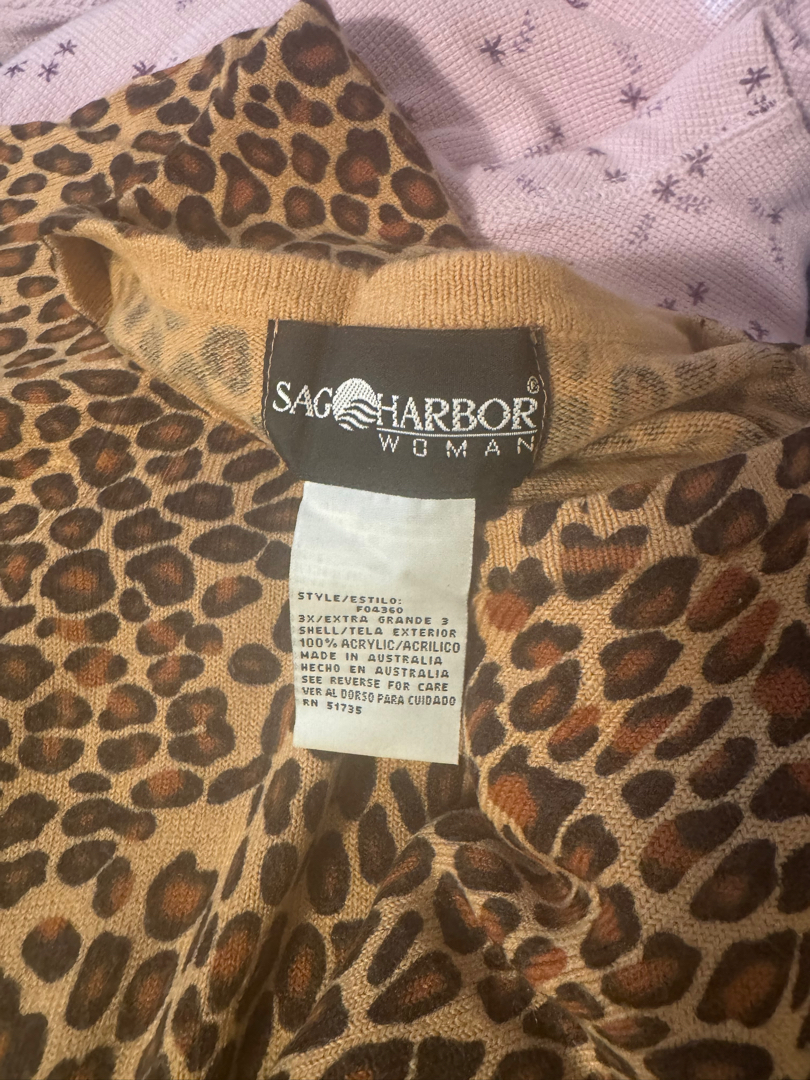 SAG HARBOR®
WOMAN
STYLE/ESTILO:
F04360
3X/EXTRA GRANDE 3
SHELL/TELA EXTERIOR
100% ACRYLIC/ACRILICO
MADE IN AUSTRALIA
HECHO EN AUSTRALIA
SEE REVERSE FOR CARE
VER AL DORSO PARA CUIDADO
RN 51735